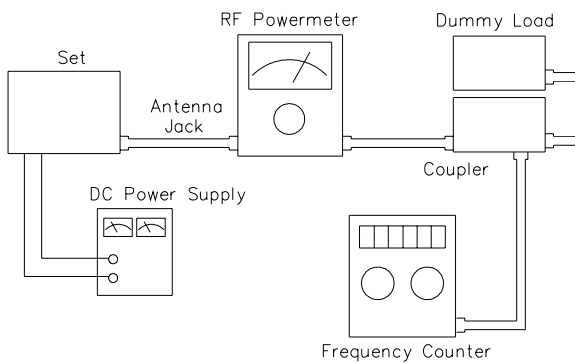 RF Powermeter
Dummy Load
Set
Antenna
Jack
Coupler
DC Power Supply
Frequency Counter